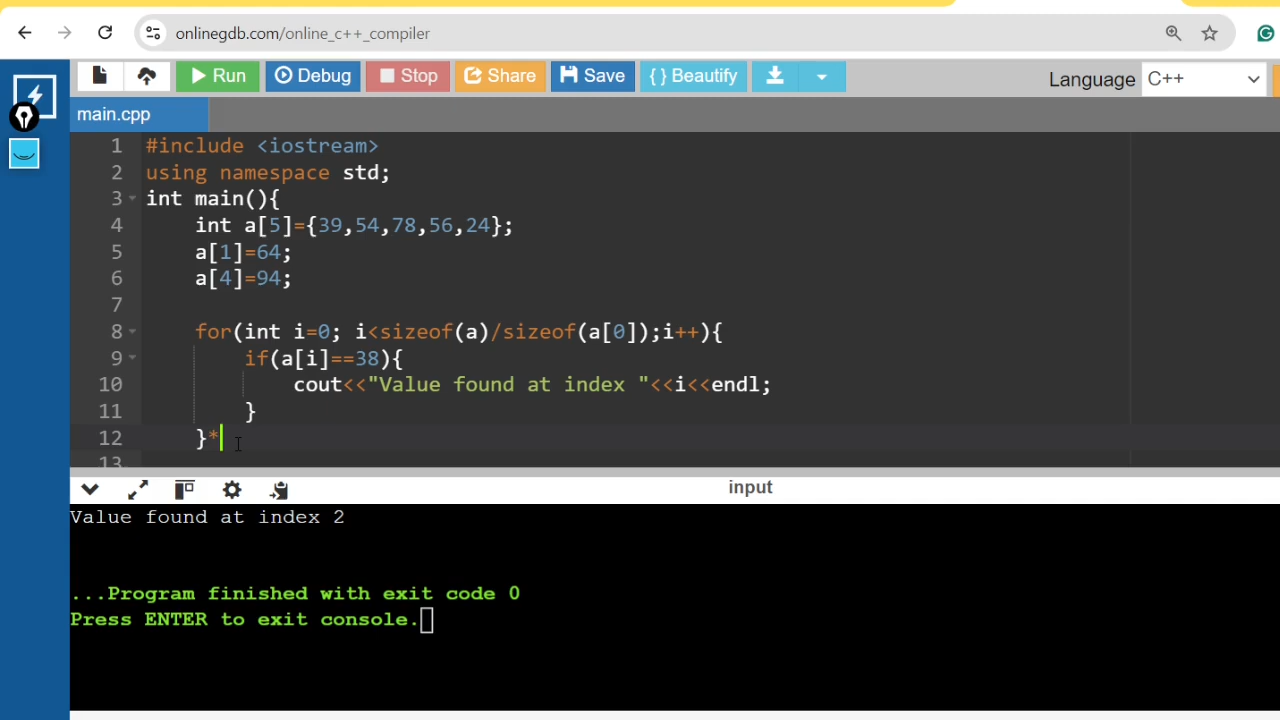 onlinegdb.com/online_c++_compiler
Run Debug Stop Share Save { } Beautify Language C++
main.cpp
1 #include <iostream>
2 using namespace std;
3 int main(){
4     int a[5]={39,54,78,56,24};
5     a[1]=64;
6     a[4]=94;
7
8     for(int i=0; i<sizeof(a)/sizeof(a[0]);i++){
9         if(a[i]==38){
10             cout<<"Value found at index "<<i<<endl;
11         }
12     }*
13
input
Value found at index 2
...Program finished with exit code 0
Press ENTER to exit console.